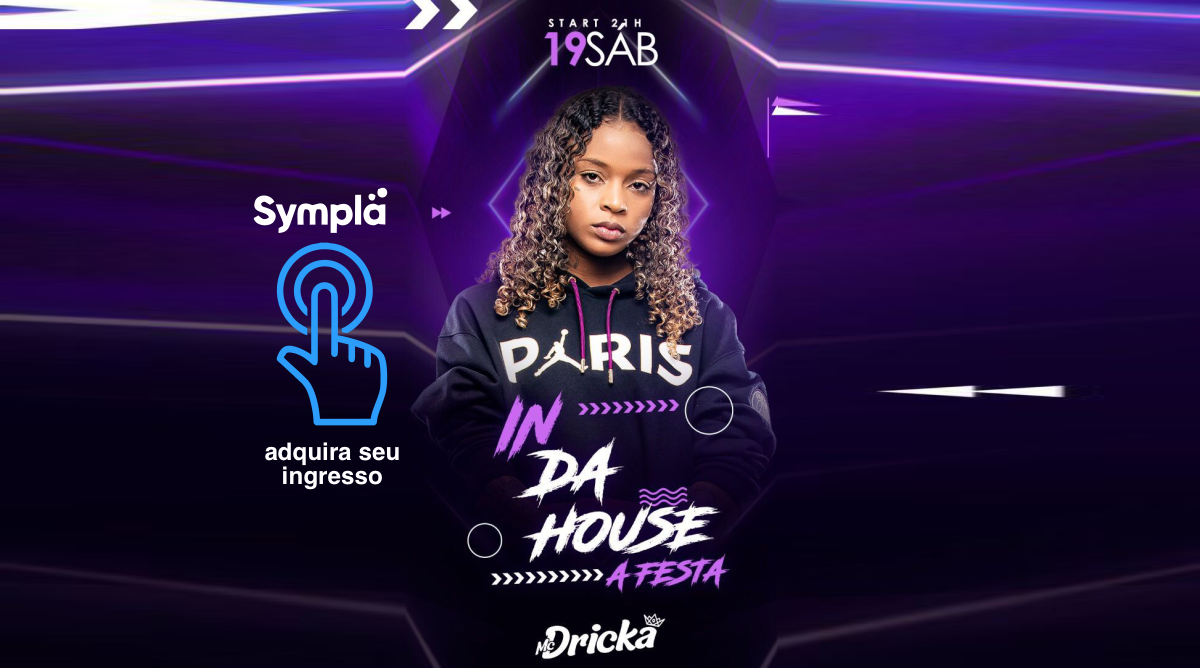 START 21H
19SÁB
Sympla
adquira seu
ingresso
PARIS
IN
DA
HOUSE
A FESTA
Mc Dricka